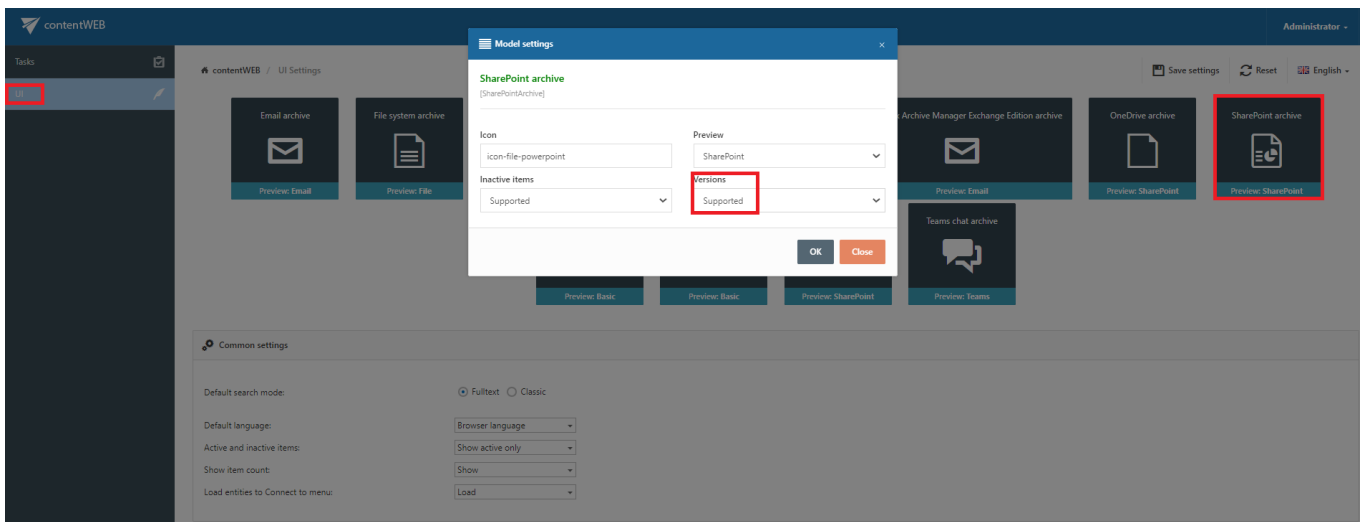 contentWEB
Administrator
Tasks
UI
contentWEB / UI Settings
Save settings
Reset
English
Email archive
Preview: Email
File system archive
Preview: File
Archive Manager Exchange Edition archive
Preview: Email
OneDrive archive
Preview: SharePoint
SharePoint archive
Preview: SharePoint
Model settings
×
SharePoint archive
[SharePointArchive]
Icon
Preview
icon-file-powerpoint
SharePoint
Inactive items
Versions
Supported
Supported
OK
Close
Preview: Basic
Preview: Basic
Preview: SharePoint
Teams chat archive
Preview: Teams
Common settings
Default search mode:
Fulltext
Classic
Default language:
Browser language
Active and inactive items:
Show active only
Show item count:
Show
Load entities to Connect to menu:
Load